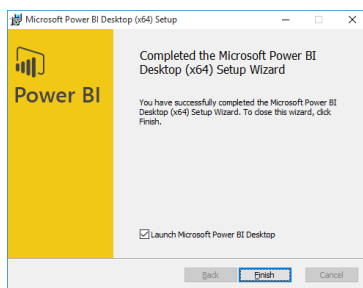 Microsoft Power BI Desktop (x64) Setup
Power BI
Completed the Microsoft Power BI
Desktop (x64) Setup Wizard
You have successfully completed the Microsoft Power BI
Desktop (x64) Setup Wizard. To close this wizard, click
Finish.
Launch Microsoft Power BI Desktop
Back
Finish
Cancel